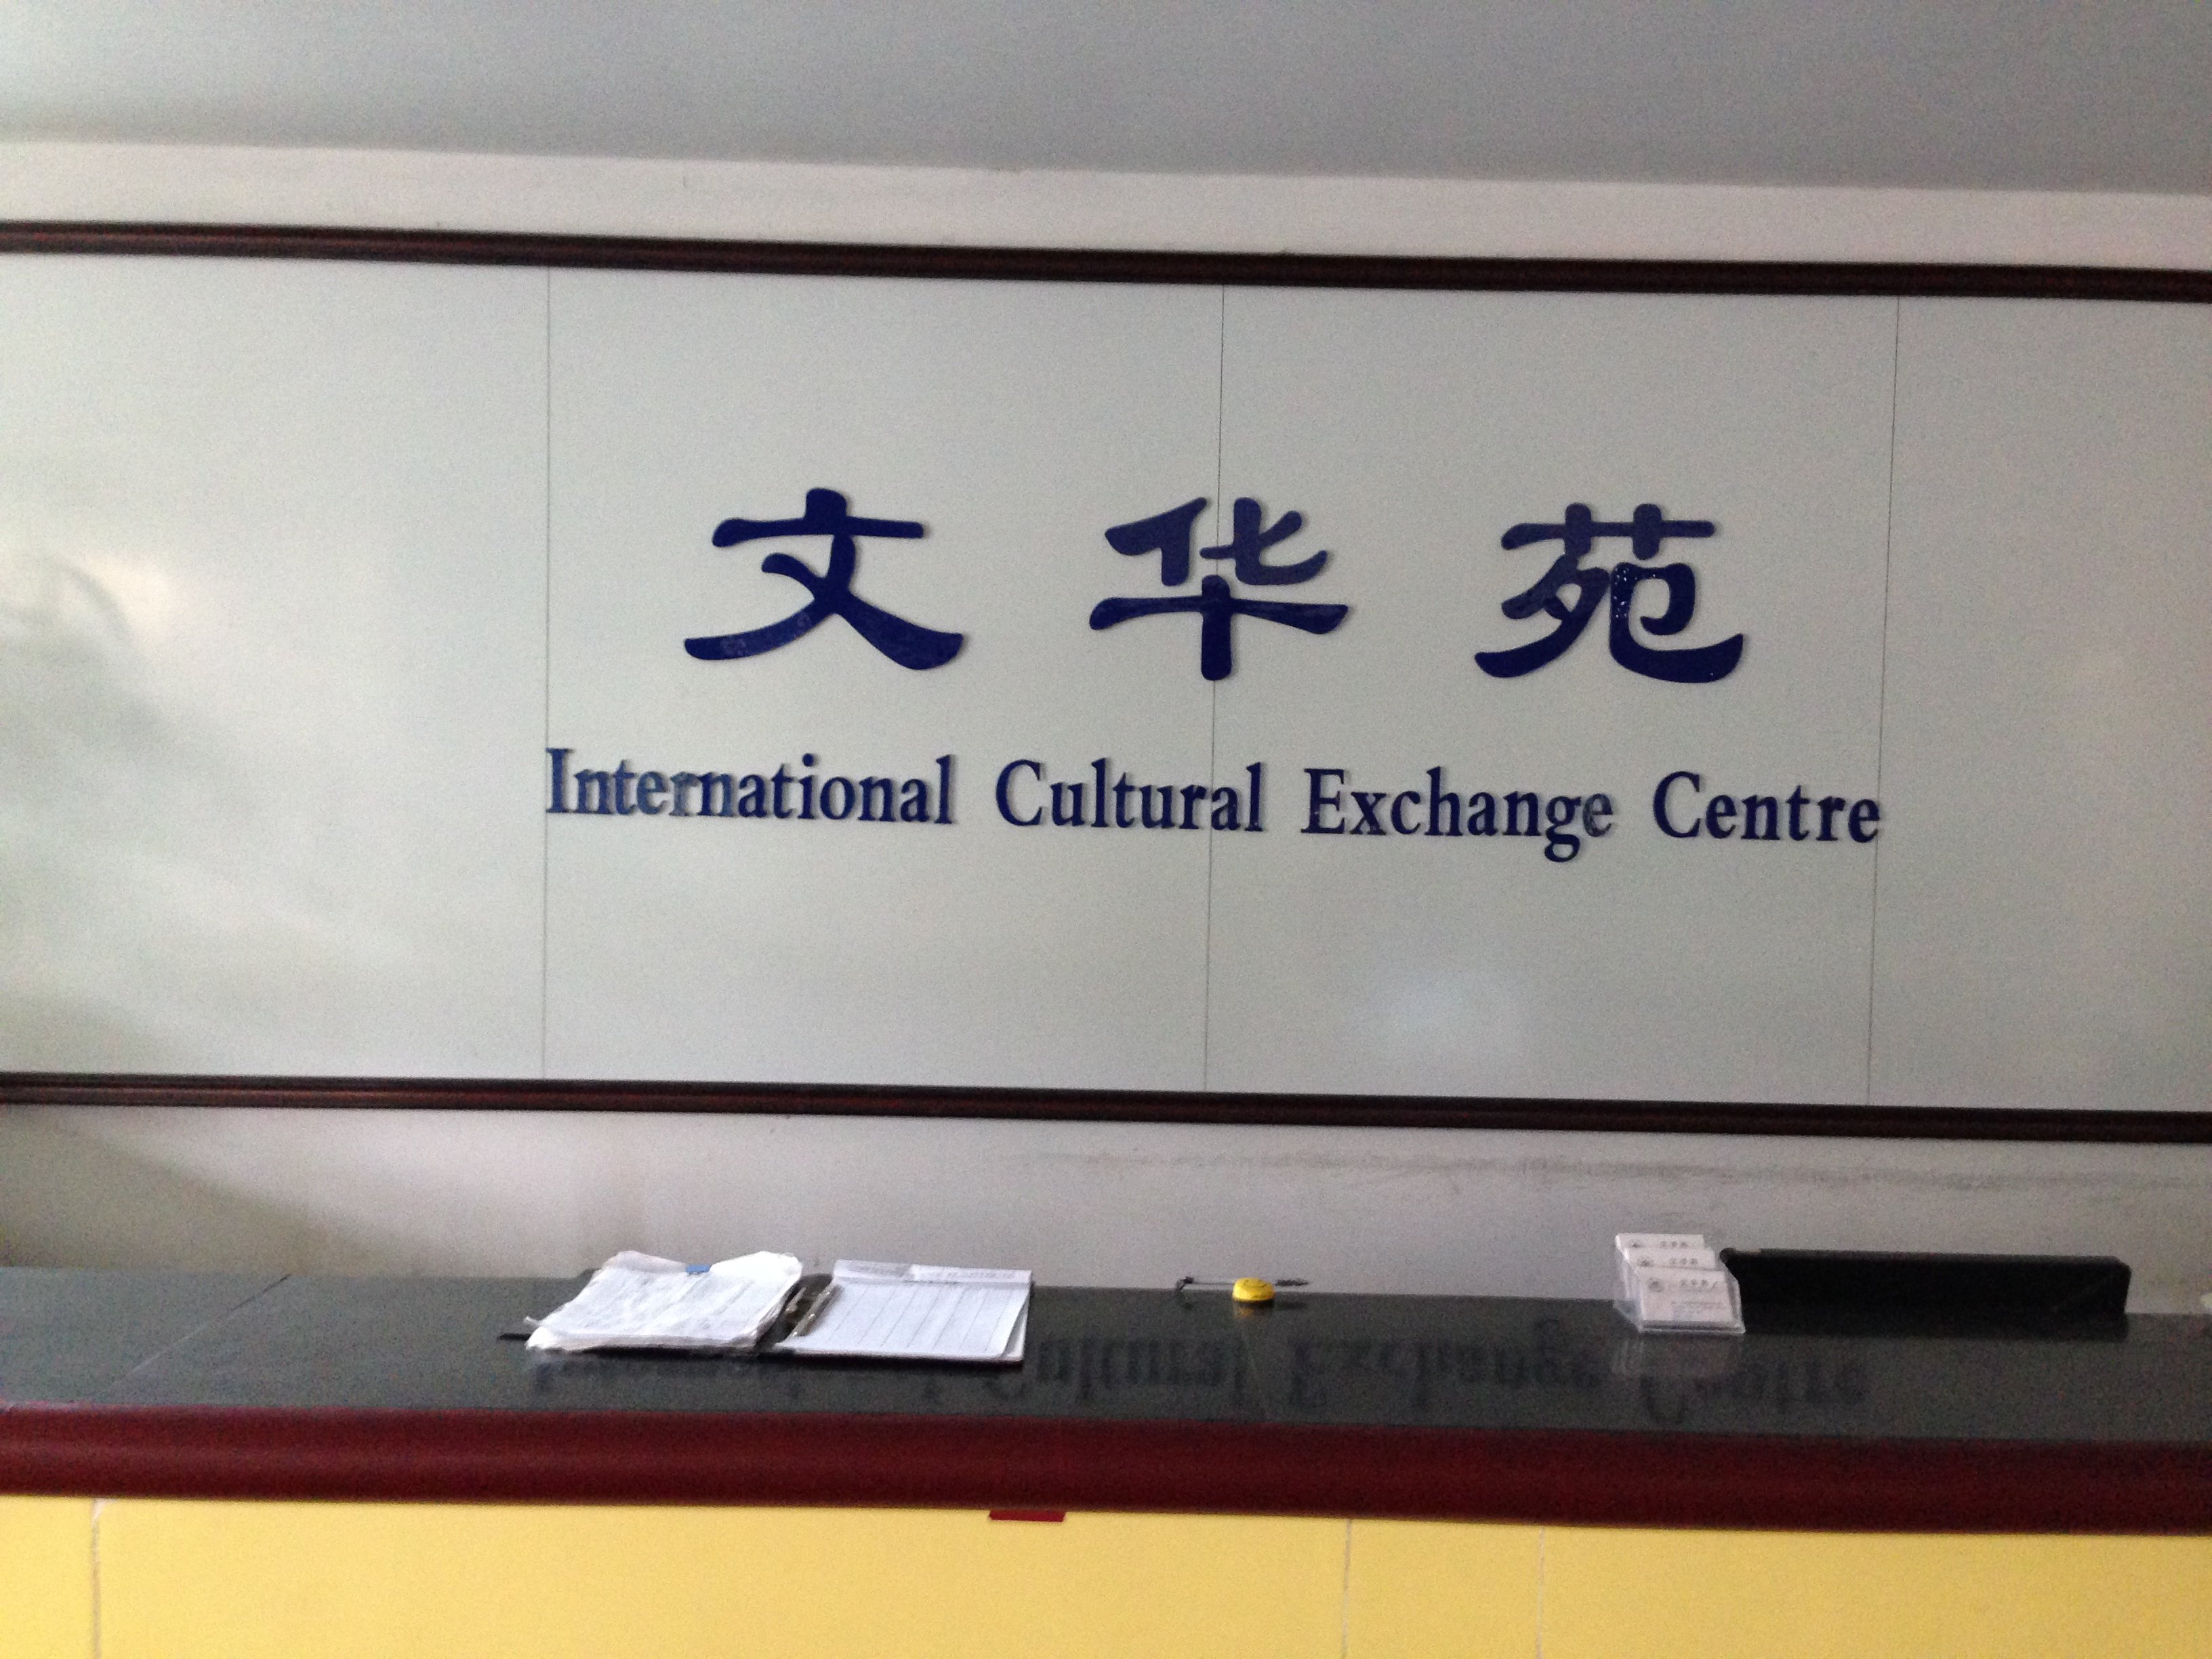 文华苑
International Cultural Exchange Centre